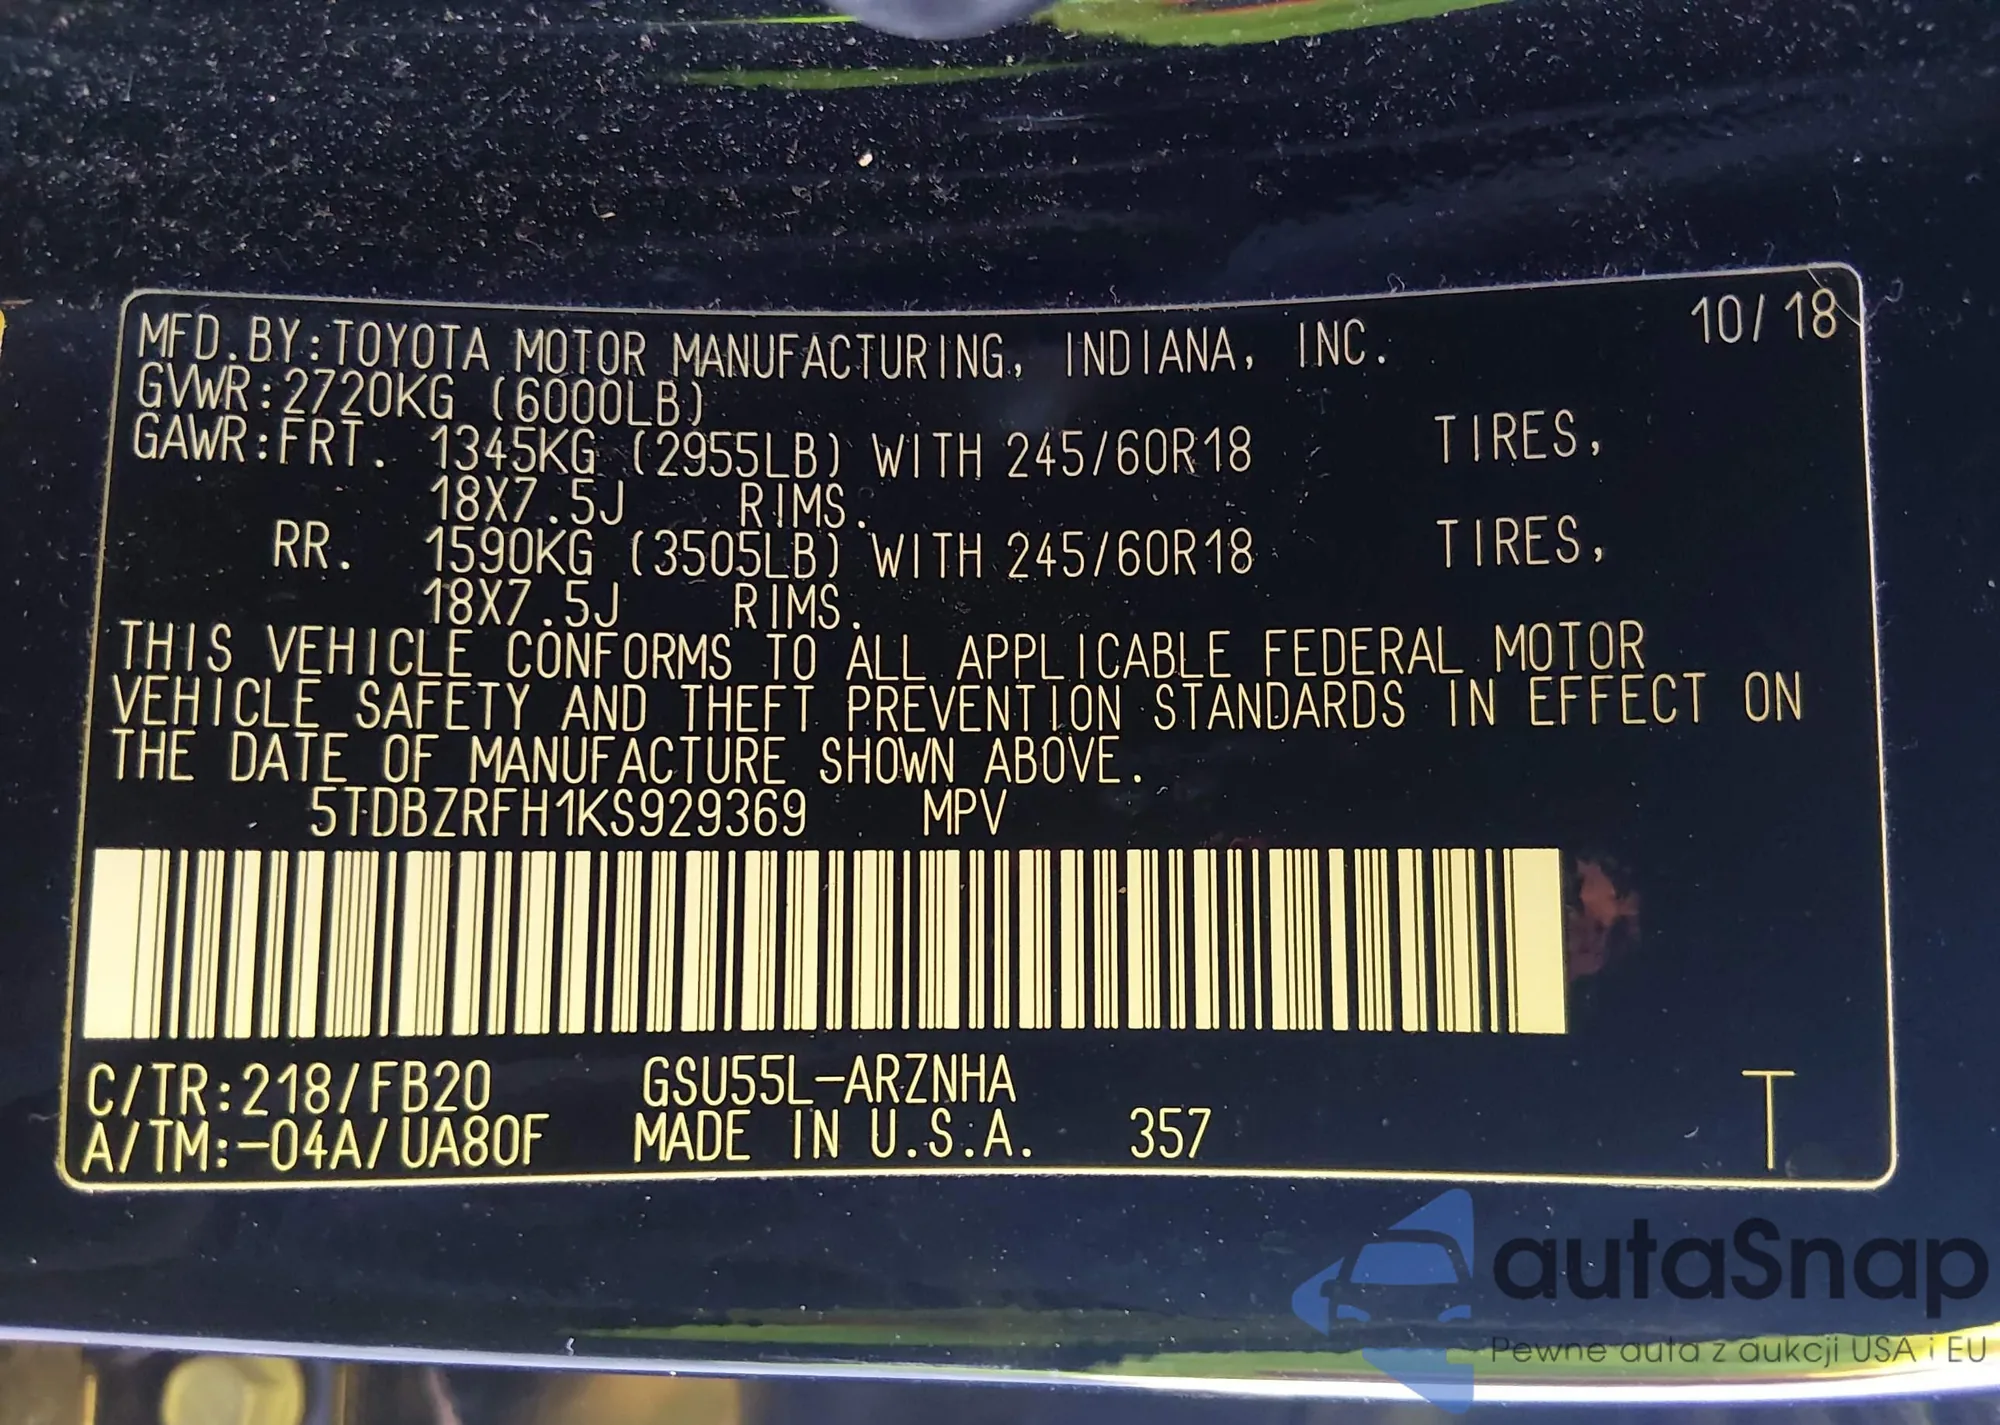 10/18
MFD.BY:TOYOTA MOTOR MANUFACTURING, INDIANA, INC.
GVWR:2720KG (6000LB)
GAWR:FRT. 1345KG (2955LB) WITH 245/60R18 TIRES,
18X7.5J RIMS.
RR. 1590KG (3505LB) WITH 245/60R18 TIRES,
18X7.5J RIMS.
THIS VEHICLE CONFORMS TO ALL APPLICABLE FEDERAL MOTOR
VEHICLE SAFETY AND THEFT PREVENTION STANDARDS IN EFFECT ON
THE DATE OF MANUFACTURE SHOWN ABOVE.
5TDBZRFH1KS929369 MPV
C/TR:218/FB20 GSU55L-ARZNHA
A/TM:-04A/UA80F MADE IN U.S.A. 357 T
autaSnap
Pewne auta z aukcji USA i EU